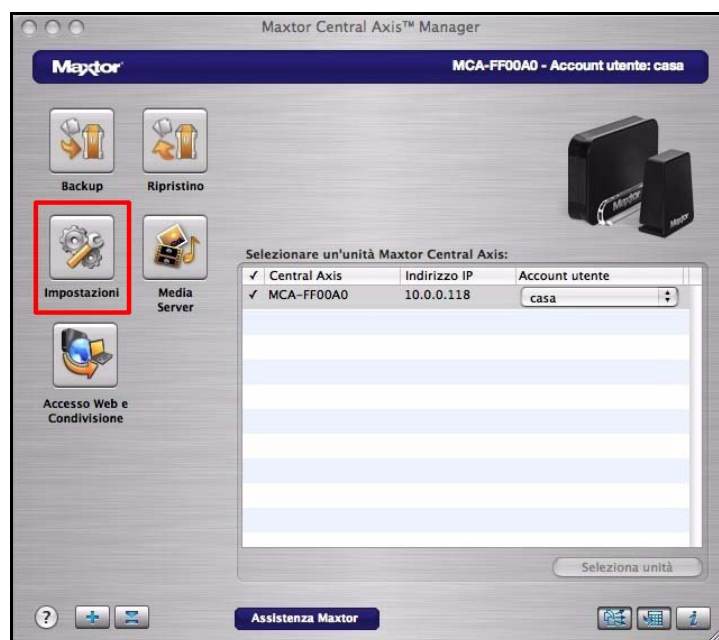 Maxtor Central Axis™ Manager
Maxtor
MCA-FF00A0 - Account utente: casa
Backup
Ripristino
Impostazioni
Media Server
Accesso Web e Condivisione
Maxtor
Maxtor
Selezionare un'unità Maxtor Central Axis:
✓ Central Axis Indirizzo IP Account utente
✓ MCA-FF00A0 10.0.0.118 casa
Seleziona unità
?
Assistenza Maxtor
i